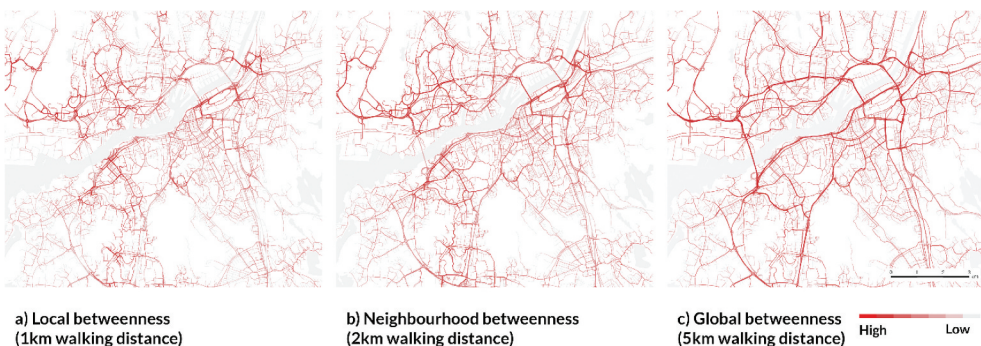 a) Local betweenness
(1km walking distance)
b) Neighbourhood betweenness
(2km walking distance)
c) Global betweenness
(5km walking distance)
High
Low